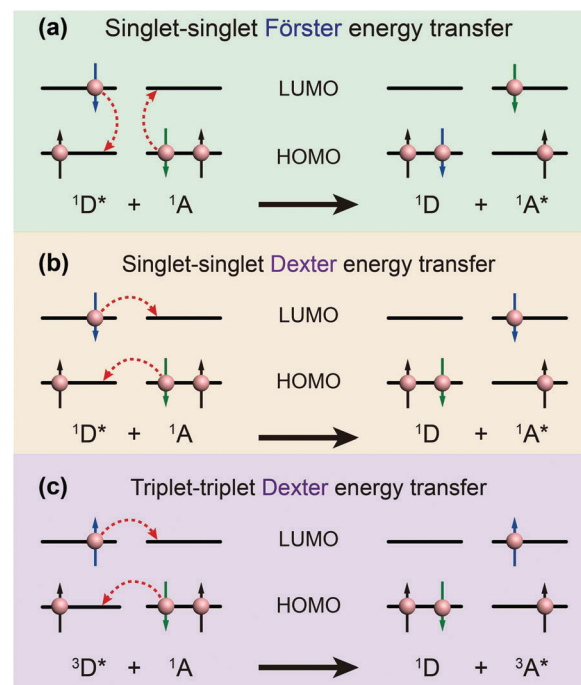 (a) Singlet-singlet Förster energy transfer
LUMO
HOMO
¹D* + ¹A ¹D + ¹A*
(b) Singlet-singlet Dexter energy transfer
LUMO
HOMO
¹D* + ¹A ¹D + ¹A*
(c) Triplet-triplet Dexter energy transfer
LUMO
HOMO
³D* + ¹A ¹D + ³A*